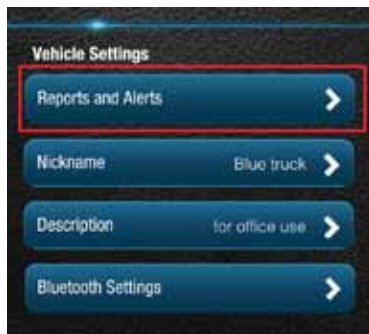 Vehicle Settings
Reports and Alerts
Nickname Blue truck
Description for office use
Bluetooth Settings